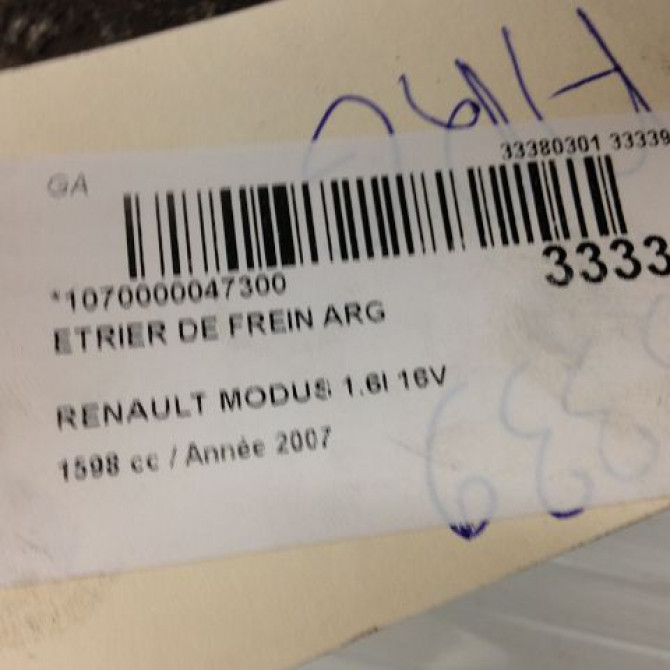 33380301 33339
GA
3333
*1070000047300
ETRIER DE FREIN ARG
RENAULT MODUS 1.6I 16V
1598 cc / Année 2007